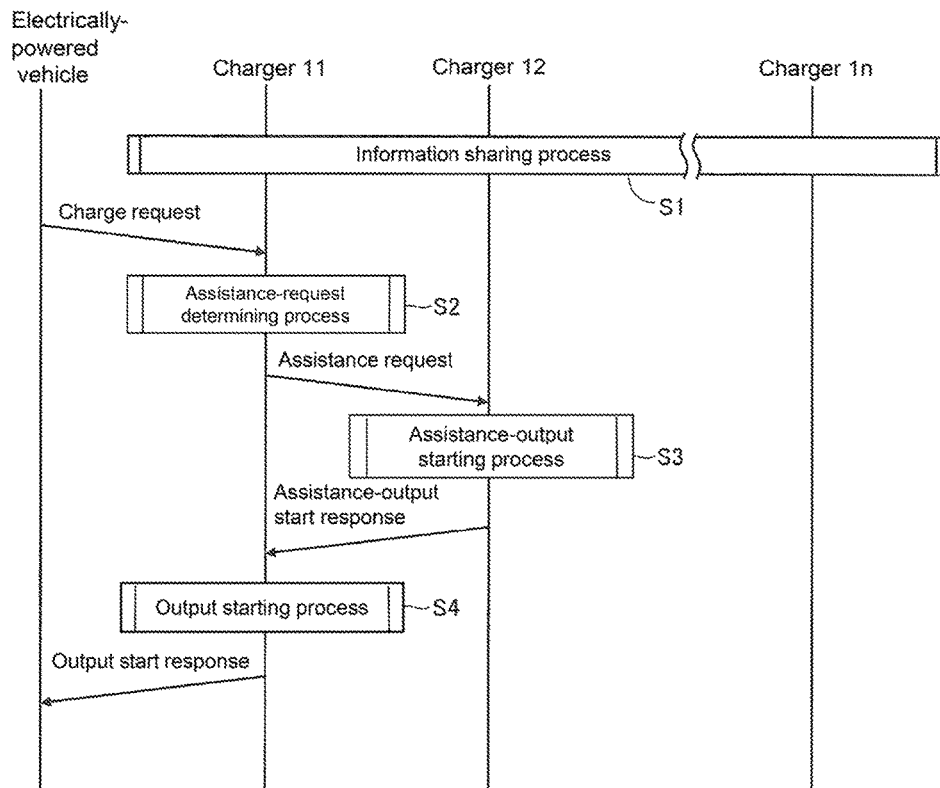 Electrically-
powered
vehicle
Charger 11
Charger 12
Charger 1n
Information sharing process
S1
Charge request
Assistance-request
determining process
S2
Assistance request
Assistance-output
starting process
S3
Assistance-output
start response
Output starting process
S4
Output start response